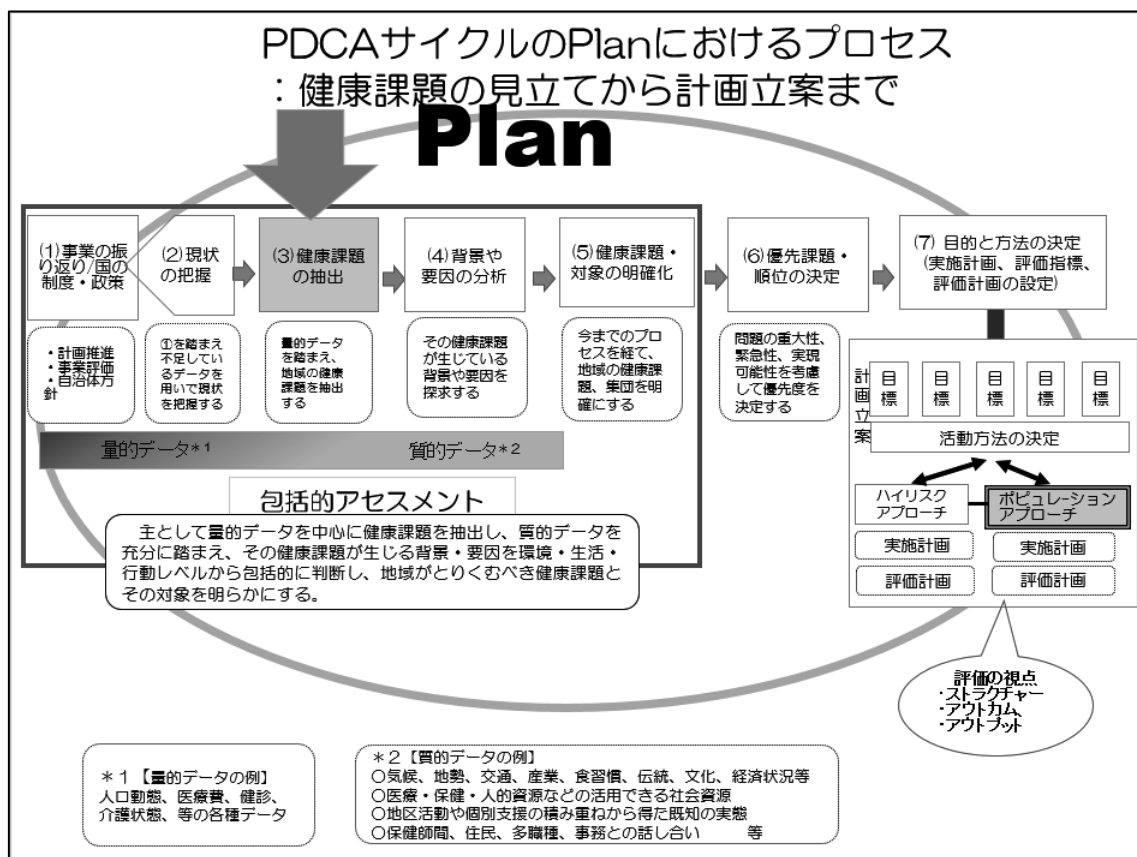 PDCAサイクルのPlanにおけるプロセス
：健康課題の見立てから計画立案まで
Plan
(1)事業の振
り返り/国の
制度・政策
(2)現状
の把握
(3)健康課題
の抽出
(4)背景や
要因の分析
(5)健康課題・
対象の明確化
(6)優先課題・
順位の決定
(7) 目的と方法の決定
(実施計画、評価指標、
評価計画の設定)
・計画推進
・事業評価
・自治体方
針
①を踏まえ
不足してい
るデータを
用いで現状
を把握する
量的データ
を踏まえ、
地域の健康
課題を抽出
する
その健康課題
が生じている
背景や要因を
探求する
今までのプロ
セスを経て、
地域の健康課
題、集団を明
確にする
問題の重大性、
緊急性、実現
可能性を考慮
して優先度を
決定する
量的データ*1
質的データ*2
包括的アセスメント
主として量的データを中心に健康課題を抽出し、質的データを
充分に踏まえ、その健康課題が生じる背景・要因を環境・生活・
行動レベルから包括的に判断し、地域がとりくむべき健康課題と
その対象を明らかにする。
計画立案
目標
目標
目標
目標
目標
活動方法の決定
ハイリスク
アプローチ
ポピュレーション
アプローチ
実施計画
実施計画
評価計画
評価計画
評価の視点
・ストラクチャー
・アウトカム、
・アウトプット
＊1【量的データの例】
人口動態、医療費、健診、
介護状態、等の各種データ
＊2【質的データの例】
○気候、地勢、交通、産業、食習慣、伝統、文化、経済状況等
○医療・保健・人的資源などの活用できる社会資源
○地区活動や個別支援の積み重ねから得た既知の実態
○保健師間、住民、多職種、事務との話し合い　　　等